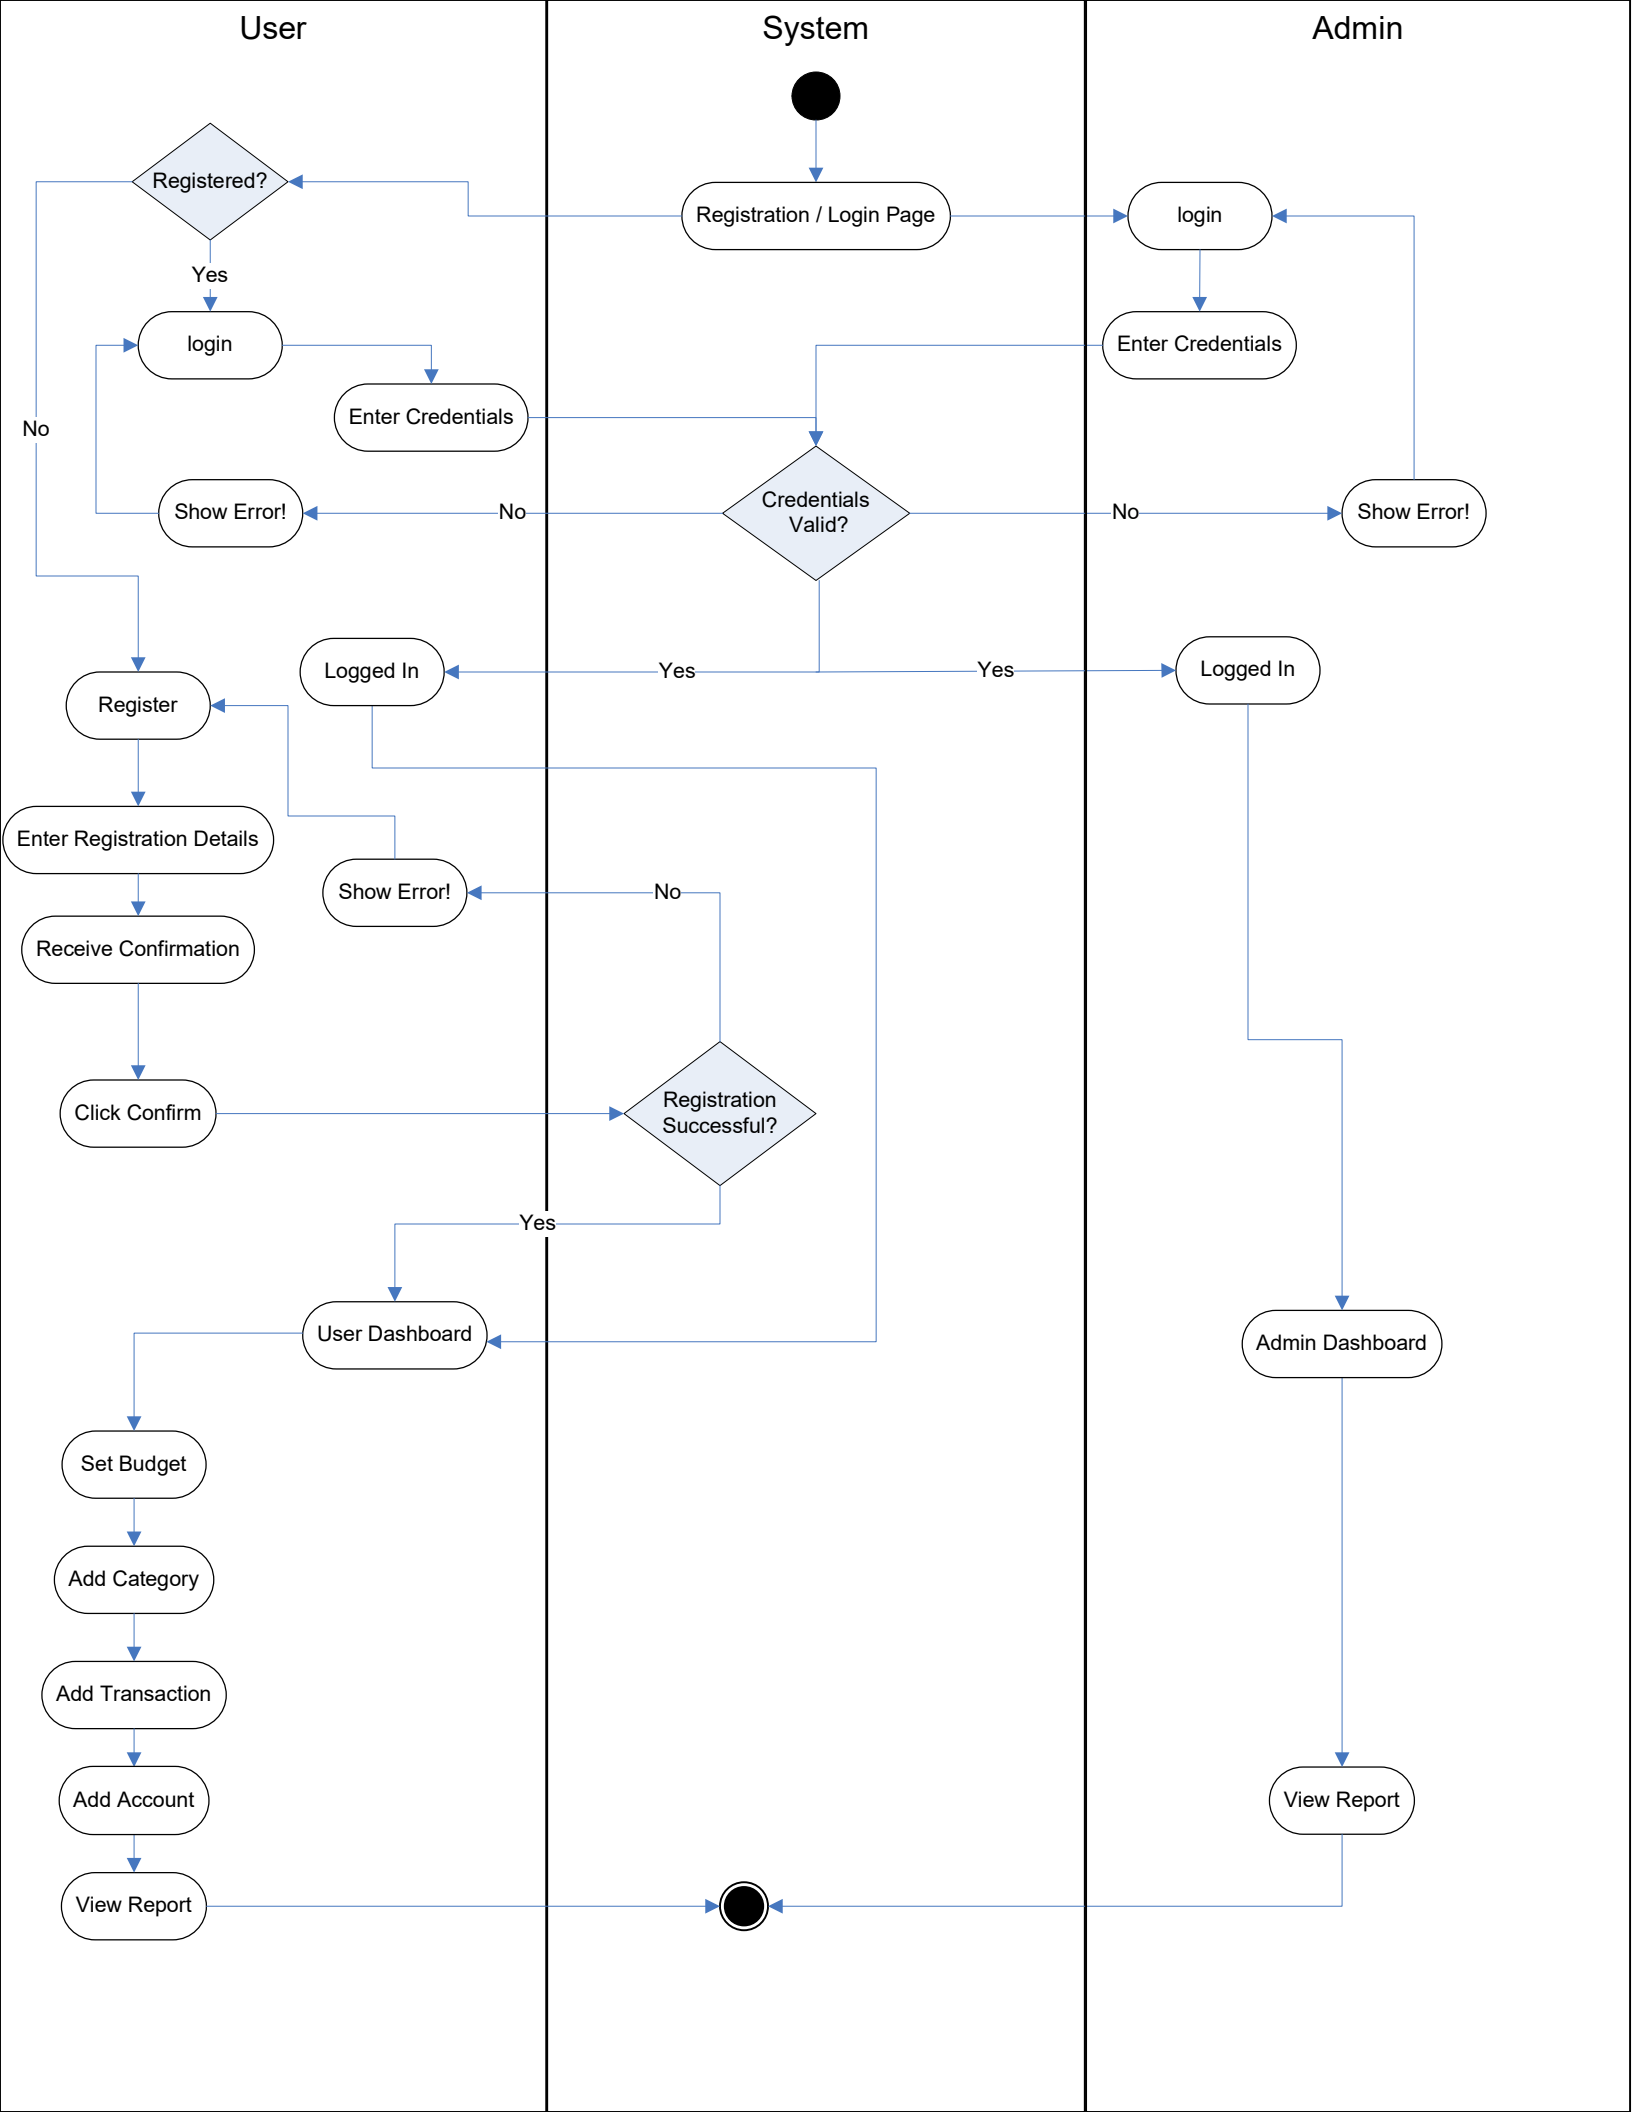 User
System
Admin
Registered?
Registration / Login Page
login
Yes
login
Enter Credentials
Enter Credentials
No
Show Error!
No
Credentials
Valid?
No
Show Error!
Logged In
Yes
Yes
Logged In
Register
Enter Registration Details
Show Error!
No
Receive Confirmation
Click Confirm
Registration
Successful?
Yes
User Dashboard
Admin Dashboard
Set Budget
Add Category
Add Transaction
Add Account
View Report
View Report